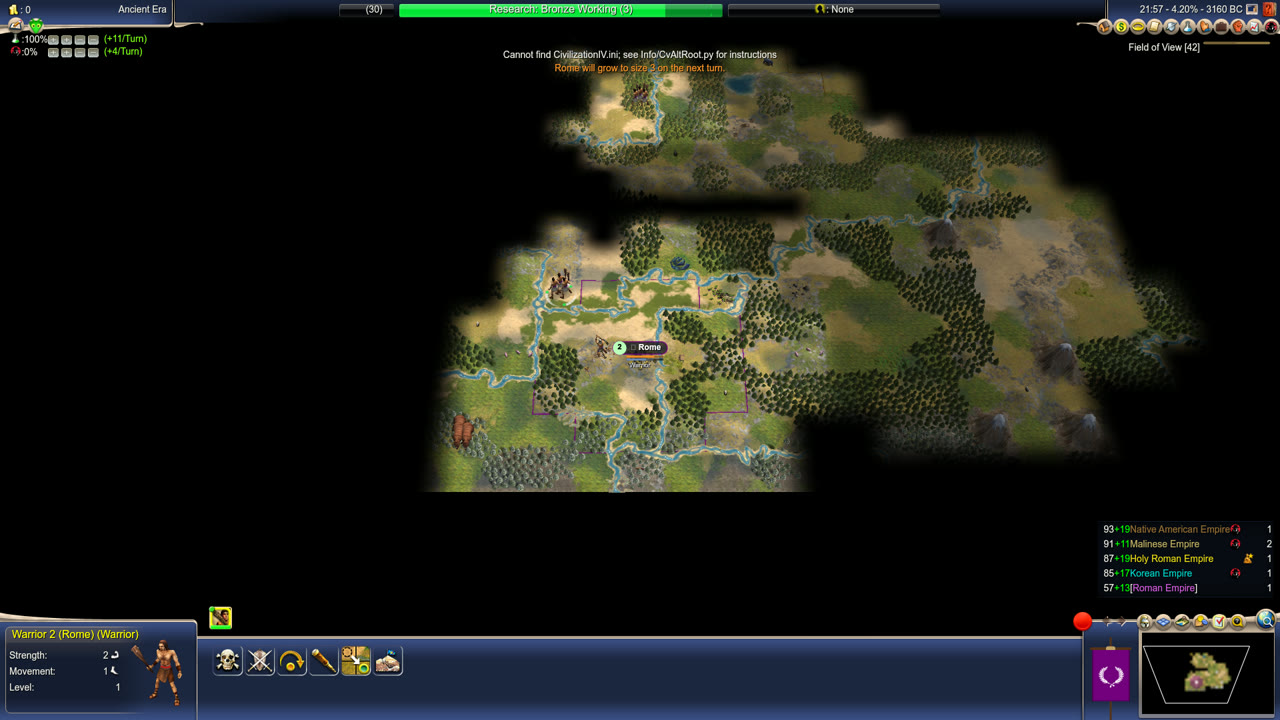 : 0
Ancient Era
(30)
Research: Bronze Working (3)
: None
21:57 - 4.20% - 3160 BC
:100%
(+11/Turn)
:0%
(+4/Turn)
Field of View [42]
Cannot find CivilizationIV.ini; see Info/CvAltRoot.py for instructions
Rome will grow to size 3 on the next turn.
2
Rome
93+19Native American Empire 1
91+11Malinese Empire 2
87+19Holy Roman Empire 1
85+17Korean Empire 1
57+13[Roman Empire] 1
Warrior 2 (Rome) (Warrior)
Strength: 2
Movement: 1
Level: 1